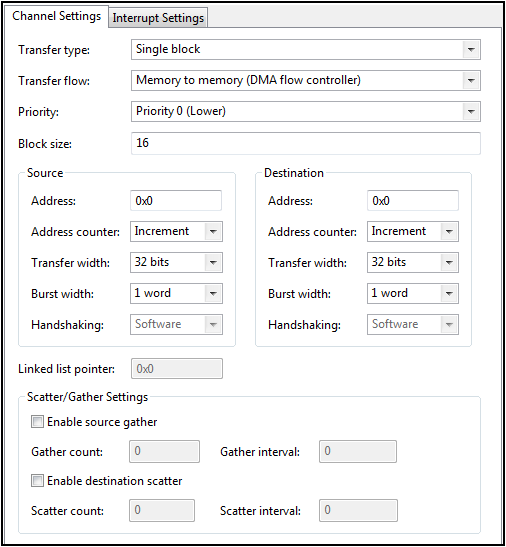 Channel Settings Interrupt Settings
Transfer type: Single block
Transfer flow: Memory to memory (DMA flow controller)
Priority: Priority 0 (Lower)
Block size: 16
Source Destination
Address: 0x0 Address: 0x0
Address counter: Increment Address counter: Increment
Transfer width: 32 bits Transfer width: 32 bits
Burst width: 1 word Burst width: 1 word
Handshaking: Software Handshaking: Software
Linked list pointer: 0x0
Scatter/Gather Settings
Enable source gather
Gather count: 0 Gather interval: 0
Enable destination scatter
Scatter count: 0 Scatter interval: 0